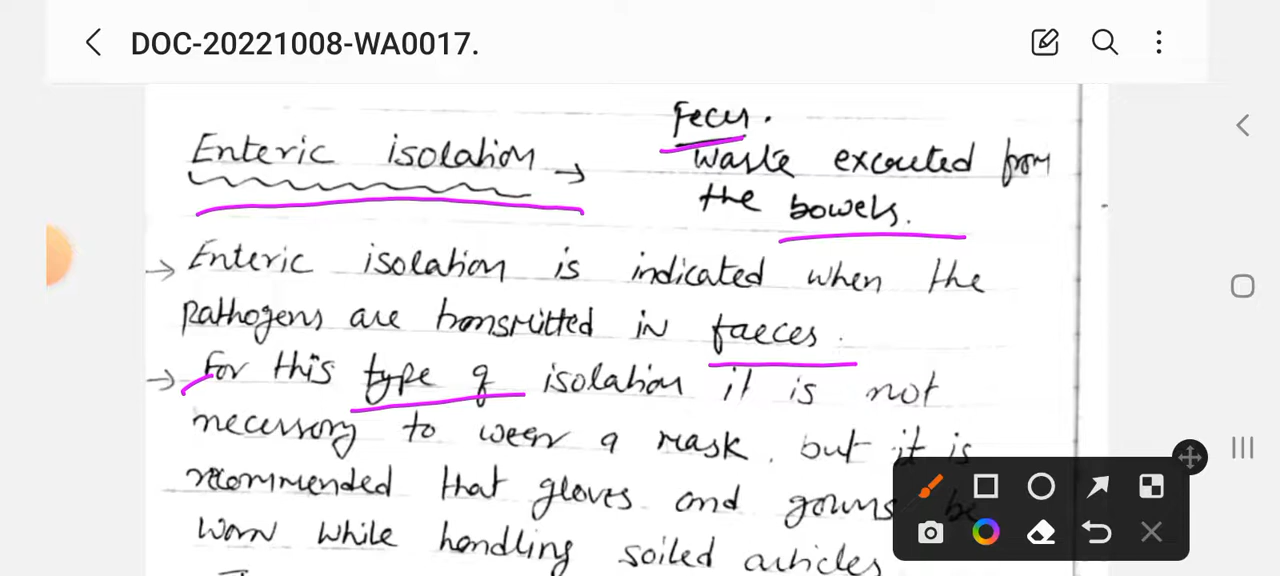 DOC-20221008-WA0017.
Feces.
Enteric isolation → waste excreted from
the bowels.
→ Enteric isolation is indicated when the
pathogens are transmitted in faeces.
→ For this type of isolation it is not
necessary to wear a mask. but it is
recommended that gloves and gowns be
worn while handling soiled articles